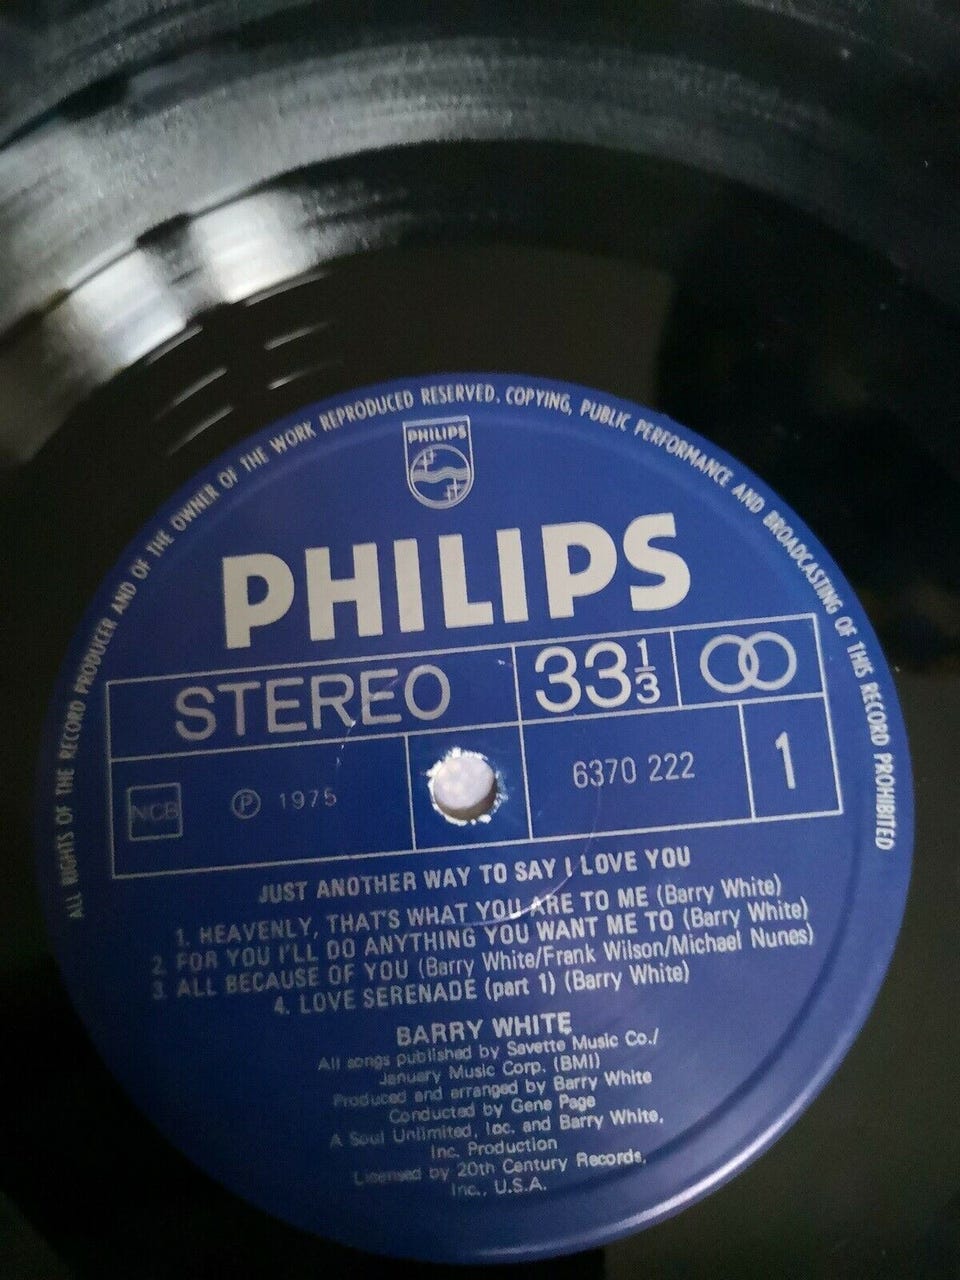 ALL RIGHTS OF THE RECORD PRODUCER AND OF THE OWNER OF THE WORK REPRODUCED RESERVED. COPYING, PUBLIC PERFORMANCE AND BROADCASTING OF THIS RECORD PROHIBITED
PHILIPS
PHILIPS
STEREO 33 1/3
NCB ℗ 1975 6370 222 1
JUST ANOTHER WAY TO SAY I LOVE YOU
1. HEAVENLY, THAT'S WHAT YOU ARE TO ME (Barry White)
2. FOR YOU I'LL DO ANYTHING YOU WANT ME TO (Barry White)
3. ALL BECAUSE OF YOU (Barry White/Frank Wilson/Michael Nunes)
4. LOVE SERENADE (part 1) (Barry White)
BARRY WHITE
All songs published by Savette Music Co./
January Music Corp. (BMI)
Produced and arranged by Barry White
Conducted by Gene Page
A Soul Unlimited, Inc. and Barry White,
Inc. Production
Licensed by 20th Century Records,
Inc., U.S.A.